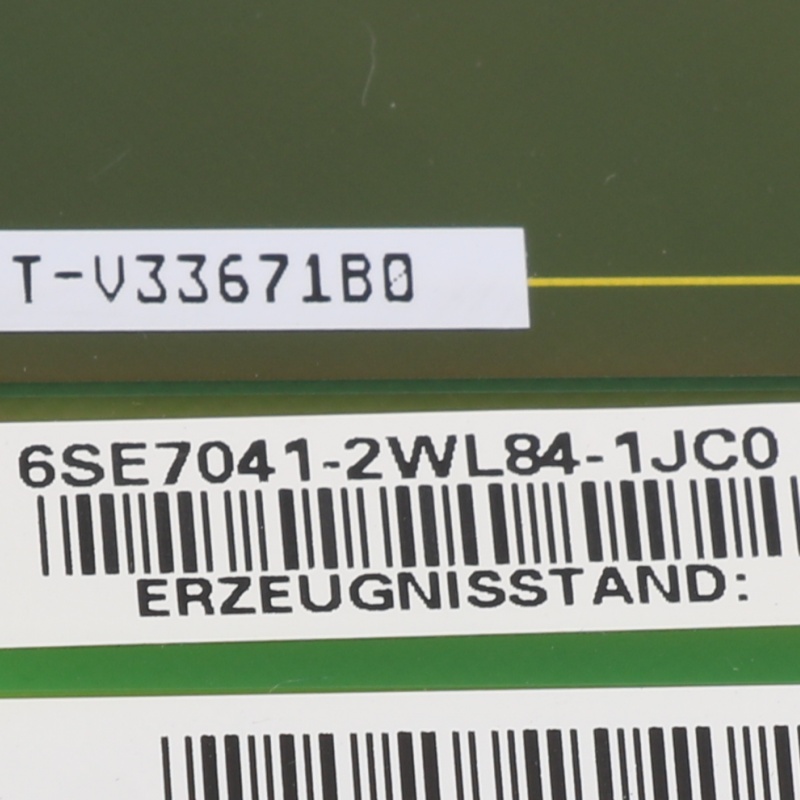 T-V33671B0
6SE7041-2WL84-1JC0
ERZEUGNISSTAND: